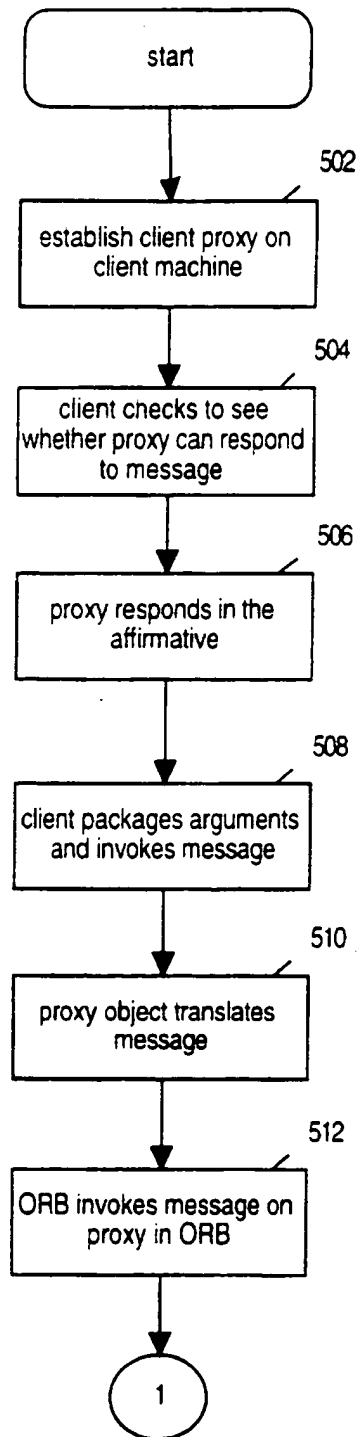 start
502
establish client proxy on
client machine
504
client checks to see
whether proxy can respond
to message
506
proxy responds in the
affirmative
508
client packages arguments
and invokes message
510
proxy object translates
message
512
ORB invokes message on
proxy in ORB
1